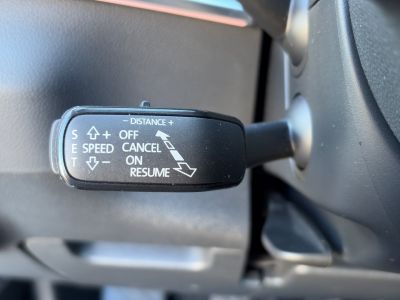 - DISTANCE +
S + OFF
E SPEED CANCEL
T - ON
RESUME